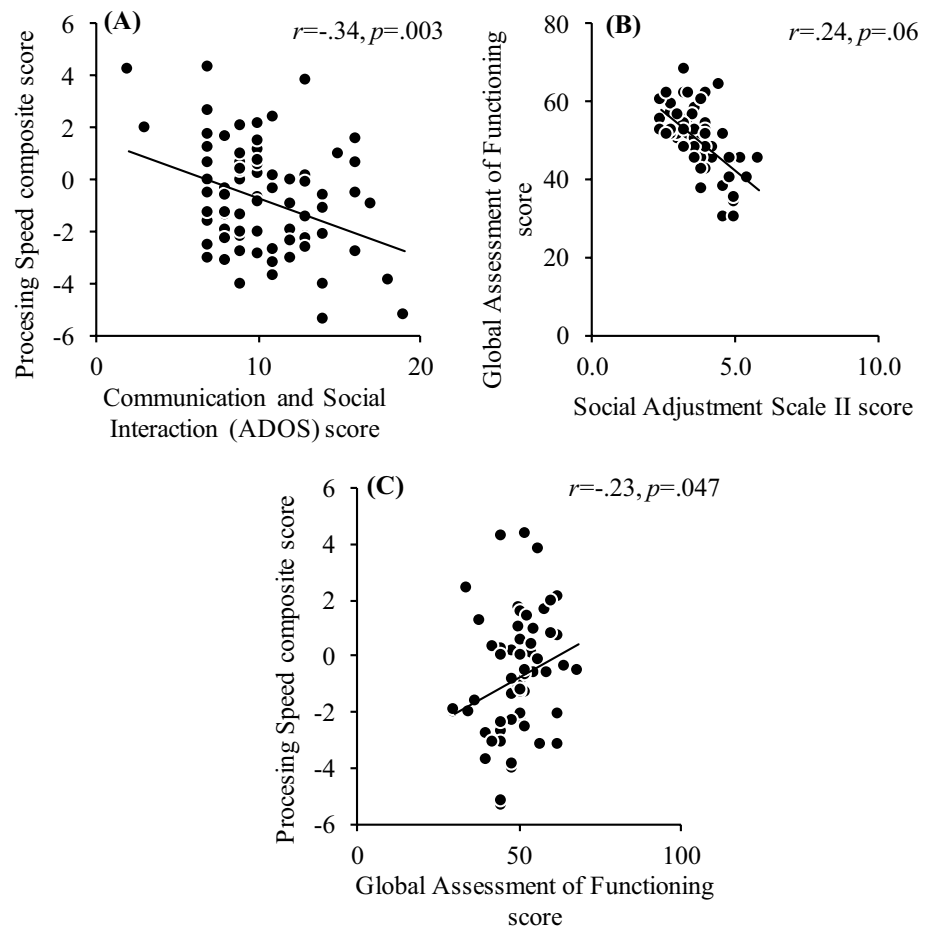 (A)
r=-.34, p=.003
6
4
2
0
-2
-4
-6
0
10
20
Procesing Speed composite score
Communication and Social
Interaction (ADOS) score
(B)
r=.24, p=.06
80
60
40
20
0
0.0
5.0
10.0
Global Assessment of Functioning
score
Social Adjustment Scale II score
(C)
r=-.23, p=.047
6
4
2
0
-2
-4
-6
0
50
100
Procesing Speed composite score
Global Assessment of Functioning
score